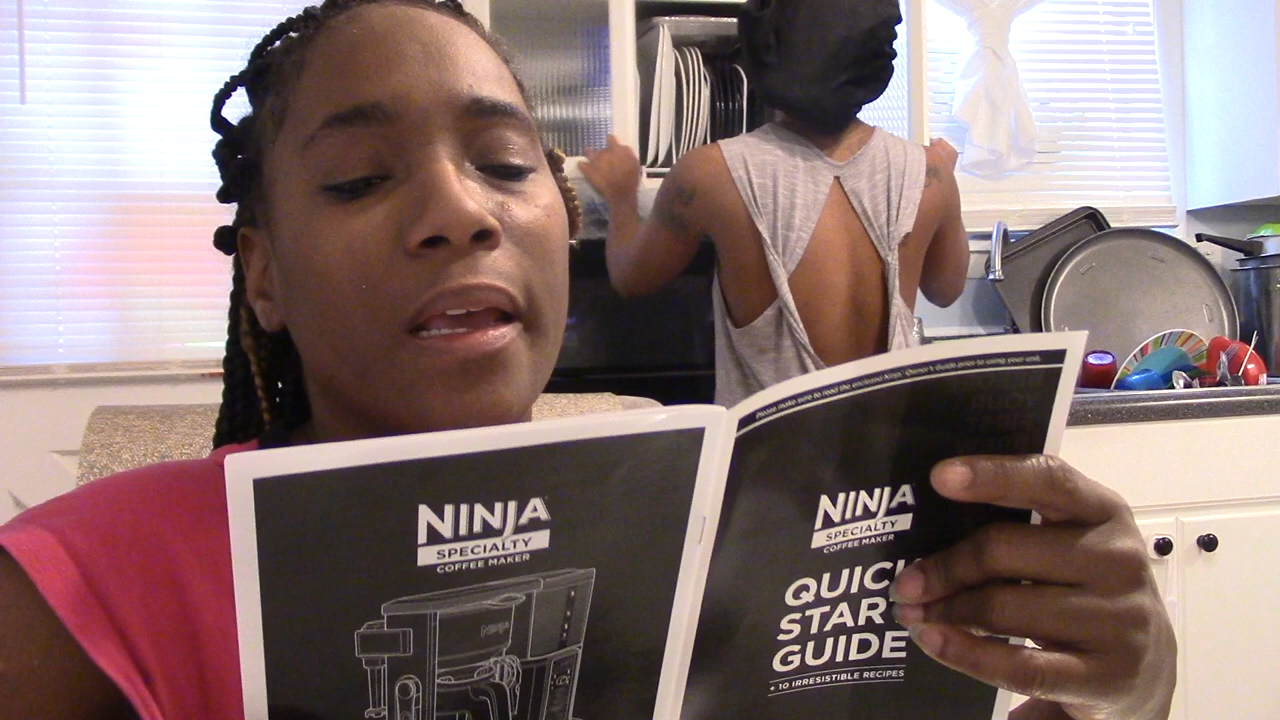 NINJA
SPECIALTY
COFFEE MAKER
NINJA
Please make sure to read the enclosed Ninja® Owner's Guide prior to using your unit.
NINJA
SPECIALTY
COFFEE MAKER
QUICK
START
GUIDE
+ 10 IRRESISTIBLE RECIPES